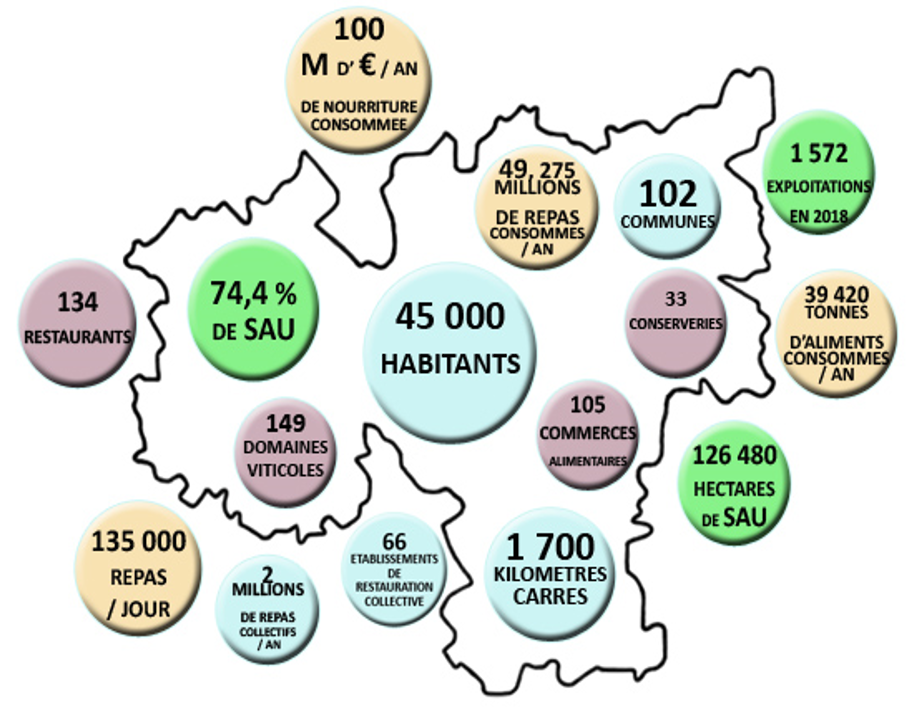 100
M D' € / AN
DE NOURRITURE
CONSOMMEE
49, 275
MILLIONS
DE REPAS
CONSOMMES
/ AN
102
COMMUNES
1 572
EXPLOITATIONS
EN 2018
134
RESTAURANTS
74,4 %
DE SAU
45 000
HABITANTS
33
CONSERVERIES
39 420
TONNES
D'ALIMENTS
CONSOMMES
/ AN
149
DOMAINES
VITICOLES
105
COMMERCES
ALIMENTAIRES
126 480
HECTARES
DE SAU
135 000
REPAS
/ JOUR
2
MILLIONS
DE REPAS
COLLECTIFS
/ AN
66
ETABLISSEMENTS
DE
RESTAURATION
COLLECTIVE
1 700
KILOMETRES
CARRES